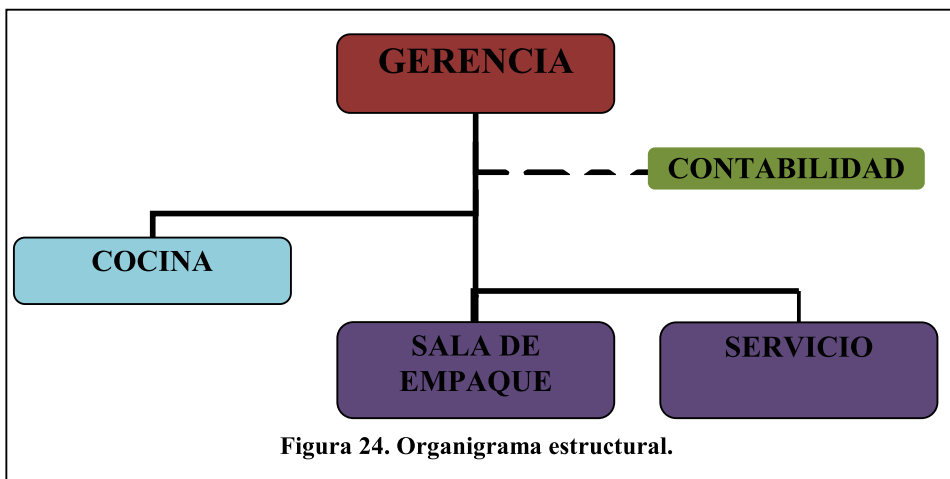 GERENCIA
CONTABILIDAD
COCINA
SALA DE
EMPAQUE
SERVICIO
Figura 24. Organigrama estructural.